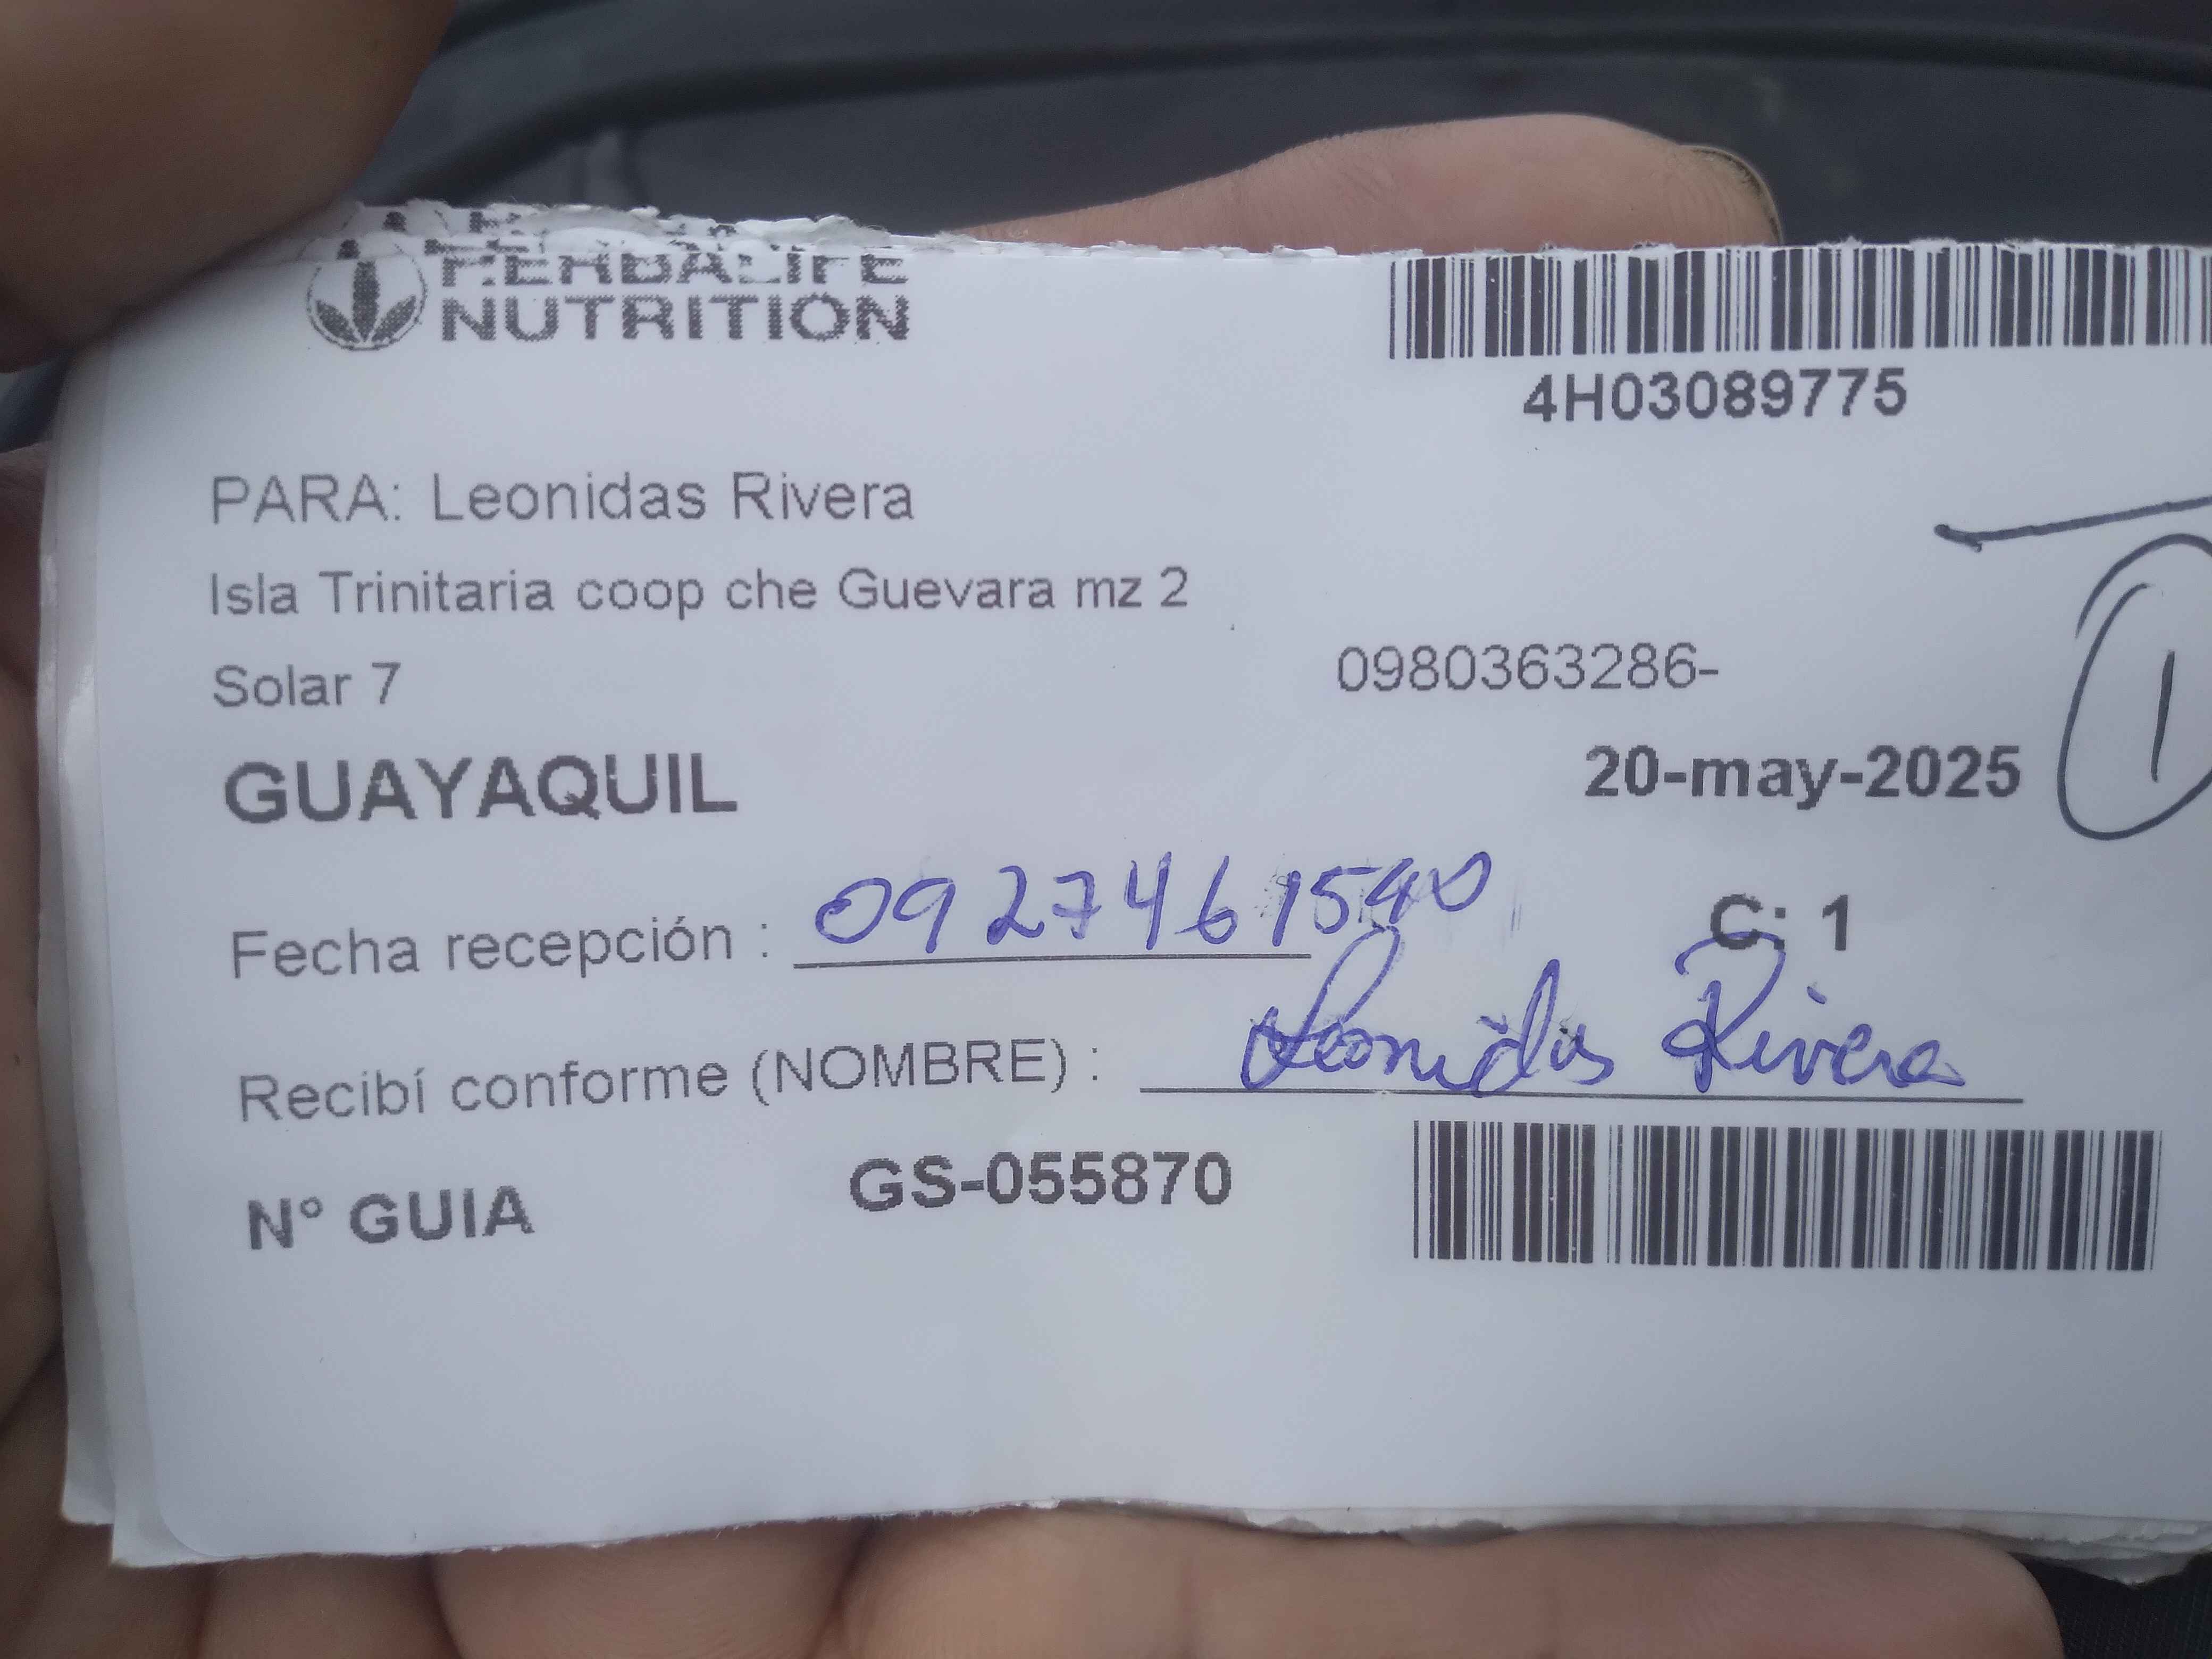 HERBALIFE
NUTRITION
4H03089775
PARA: Leonidas Rivera
Isla Trinitaria coop che Guevara mz 2
Solar 7
0980363286-
GUAYAQUIL
20-may-2025
1
Fecha recepción : 0927461540
C: 1
Recibí conforme (NOMBRE) : Leonidas Rivera
N° GUIA GS-055870